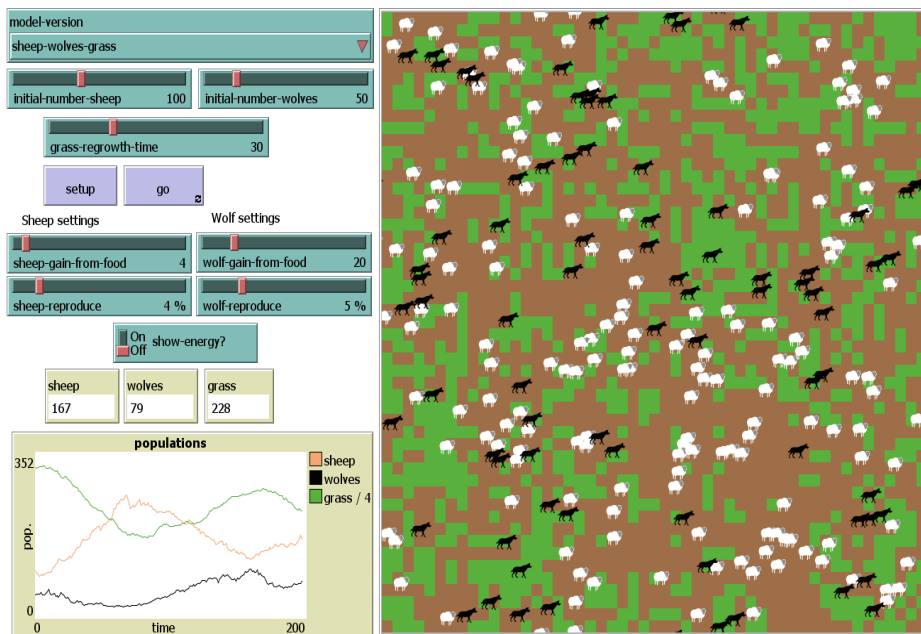 model-version
sheep-wolves-grass
initial-number-sheep 100
initial-number-wolves 50
grass-regrowth-time 30
setup
go
Sheep settings
Wolf settings
sheep-gain-from-food 4
wolf-gain-from-food 20
sheep-reproduce 4 %
wolf-reproduce 5 %
On
Off
show-energy?
sheep
167
wolves
79
grass
228
populations
352
pop.
0
0
time
200
sheep
wolves
grass / 4